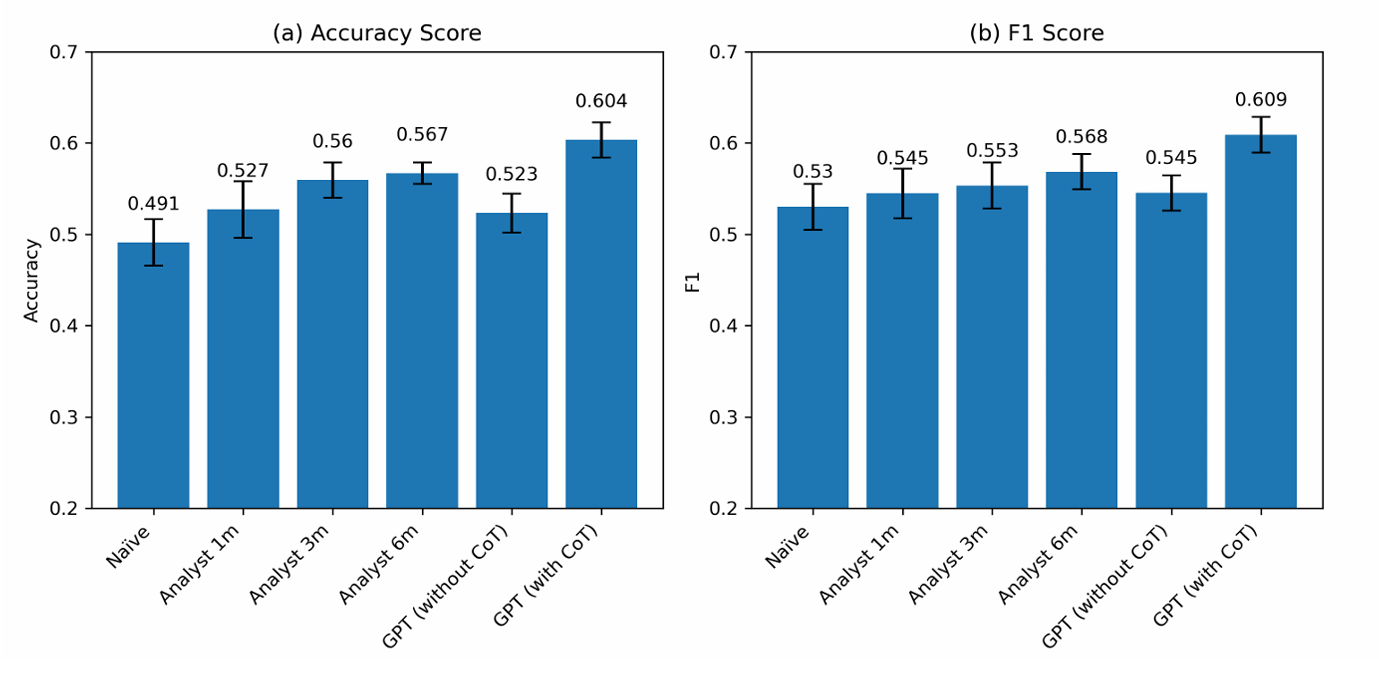 (a) Accuracy Score
0.7
0.6
0.5
0.4
0.3
0.2
Accuracy
0.491
0.527
0.56
0.567
0.523
0.604
Naïve
Analyst 1m
Analyst 3m
Analyst 6m
GPT (without CoT)
GPT (with CoT)
(b) F1 Score
0.7
0.6
0.5
0.4
0.3
0.2
F1
0.53
0.545
0.553
0.568
0.545
0.609
Naïve
Analyst 1m
Analyst 3m
Analyst 6m
GPT (without CoT)
GPT (with CoT)